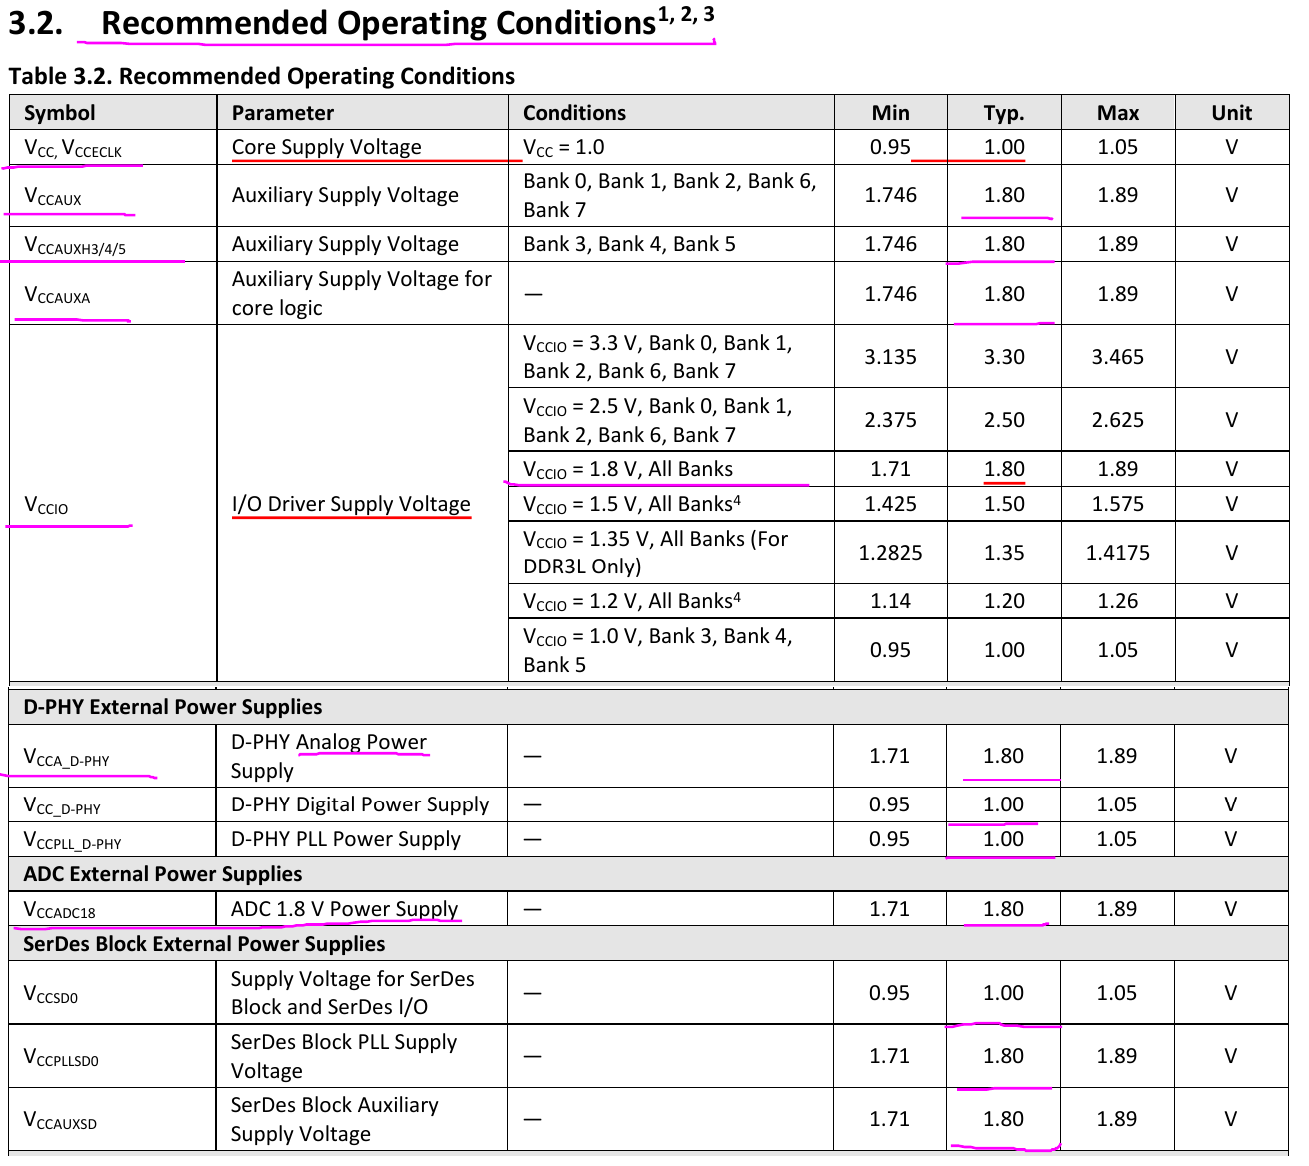 3.2. Recommended Operating Conditions1, 2, 3
Table 3.2. Recommended Operating Conditions
Symbol Parameter Conditions Min Typ. Max Unit
VCC, VCCECLK Core Supply Voltage VCC = 1.0 0.95 1.00 1.05 V
VCCAUX Auxiliary Supply Voltage Bank 0, Bank 1, Bank 2, Bank 6,
Bank 7 1.746 1.80 1.89 V
VCCAUXH3/4/5 Auxiliary Supply Voltage Bank 3, Bank 4, Bank 5 1.746 1.80 1.89 V
VCCAUXA Auxiliary Supply Voltage for
core logic — 1.746 1.80 1.89 V
VCCIO I/O Driver Supply Voltage
VCCIO = 3.3 V, Bank 0, Bank 1,
Bank 2, Bank 6, Bank 7 3.135 3.30 3.465 V
VCCIO = 2.5 V, Bank 0, Bank 1,
Bank 2, Bank 6, Bank 7 2.375 2.50 2.625 V
VCCIO = 1.8 V, All Banks 1.71 1.80 1.89 V
VCCIO = 1.5 V, All Banks4 1.425 1.50 1.575 V
VCCIO = 1.35 V, All Banks (For
DDR3L Only) 1.2825 1.35 1.4175 V
VCCIO = 1.2 V, All Banks4 1.14 1.20 1.26 V
VCCIO = 1.0 V, Bank 3, Bank 4,
Bank 5 0.95 1.00 1.05 V
D-PHY External Power Supplies
VCCA_D-PHY D-PHY Analog Power
Supply — 1.71 1.80 1.89 V
VCC_D-PHY D-PHY Digital Power Supply — 0.95 1.00 1.05 V
VCCPLL_D-PHY D-PHY PLL Power Supply — 0.95 1.00 1.05 V
ADC External Power Supplies
VCCADC18 ADC 1.8 V Power Supply — 1.71 1.80 1.89 V
SerDes Block External Power Supplies
VCCSD0 Supply Voltage for SerDes
Block and SerDes I/O — 0.95 1.00 1.05 V
VCCPLLSD0 SerDes Block PLL Supply
Voltage — 1.71 1.80 1.89 V
VCCAUXSD SerDes Block Auxiliary
Supply Voltage — 1.71 1.80 1.89 V